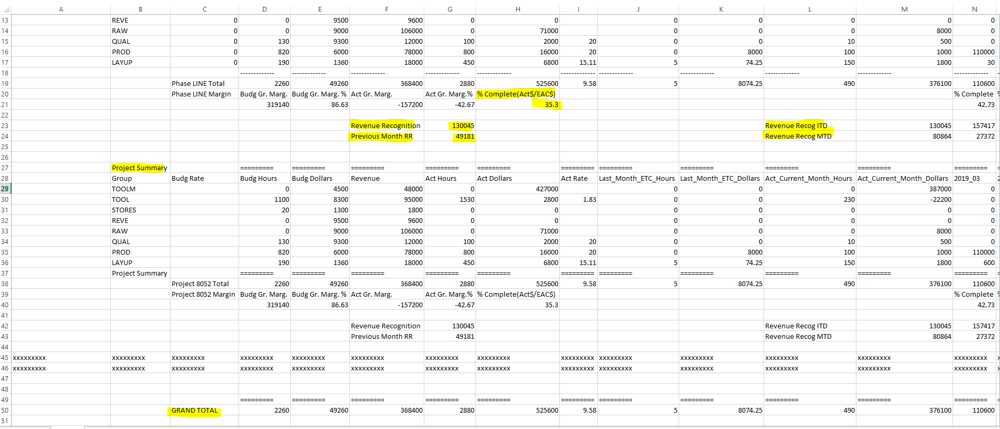 A B C D E F G H I J K L M N
13 REVE 0 0 9500 9600 0 0 0 0 0 0 0
14 RAW 0 0 9000 106000 0 71000 0 0 0 8000 0
15 QUAL 0 130 9300 12000 100 2000 20 0 0 10 500 0
16 PROD 0 820 6000 78000 800 16000 20 0 8000 100 1000 110000
17 LAYUP 0 190 1360 18000 450 6800 15.11 5 74.25 150 1800 30
18 ------------- ------------- ------------- ------------- ------------- ------------- ------------- ------------- ------------- ------------- -------------
19 Phase LINE Total 2260 49260 368400 2880 525600 9.58 5 8074.25 490 376100 110600
20 Phase LINE Margin Budg Gr. Marg. Budg Gr. Marg. % Act Gr. Marg. Act Gr. Marg.% % Complete(Act$/EAC$) % Complete
21 319140 86.63 -157200 -42.67 35.3 42.73
22
23 Revenue Recognition 130045 Revenue Recog ITD 130045 157417
24 Previous Month RR 49181 Revenue Recog MTD 80864 27372
25
26
27 Project Summary ========= ========= ========= ========= ========= ========= ========= ========= ========= ========= =========
28 Group Budg Rate Budg Hours Budg Dollars Revenue Act Hours Act Dollars Act Rate Last_Month_ETC_Hours Last_Month_ETC_Dollars Act_Current_Month_Hours Act_Current_Month_Dollars 2019_03
29 TOOLM 0 4500 48000 0 427000 0 0 0 387000 0
30 TOOL 1100 8300 95000 1530 2800 1.83 0 0 230 -22200 0
31 STORES 20 1300 1800 0 0 0 0 0 0 0
32 REVE 0 9500 9600 0 0 0 0 0 0 0
33 RAW 0 9000 106000 0 71000 0 0 0 8000 0
34 QUAL 130 9300 12000 100 2000 20 0 0 10 500 0
35 PROD 820 6000 78000 800 16000 20 0 8000 100 1000 110000
36 LAYUP 190 1360 18000 450 6800 15.11 5 74.25 150 1800 600
37 Project Summary ========= ========= ========= ========= ========= ========= ========= ========= ========= ========= =========
38 Project 8052 Total 2260 49260 368400 2880 525600 9.58 5 8074.25 490 376100 110600
39 Project 8052 Margin Budg Gr. Marg. Budg Gr. Marg. % Act Gr. Marg. Act Gr. Marg.% % Complete(Act$/EAC$) % Complete
40 319140 86.63 -157200 -42.67 35.3 42.73
41
42 Revenue Recognition 130045 Revenue Recog ITD 130045 157417
43 Previous Month RR 49181 Revenue Recog MTD 80864 27372
44
45 xxxxxxxxx xxxxxxxxx xxxxxxxxx xxxxxxxxx xxxxxxxxx xxxxxxxxx xxxxxxxxx xxxxxxxxx xxxxxxxxx xxxxxxxxx xxxxxxxxx xxxxxxxxx xxxxxxxxx xxxxxxxxx
46 xxxxxxxxx xxxxxxxxx xxxxxxxxx xxxxxxxxx xxxxxxxxx xxxxxxxxx xxxxxxxxx xxxxxxxxx xxxxxxxxx xxxxxxxxx xxxxxxxxx xxxxxxxxx xxxxxxxxx xxxxxxxxx
47
48
49 ========= ========= ========= ========= ========= ========= ========= ========= ========= ========= =========
50 GRAND TOTAL 2260 49260 368400 2880 525600 9.58 5 8074.25 490 376100 110600
51